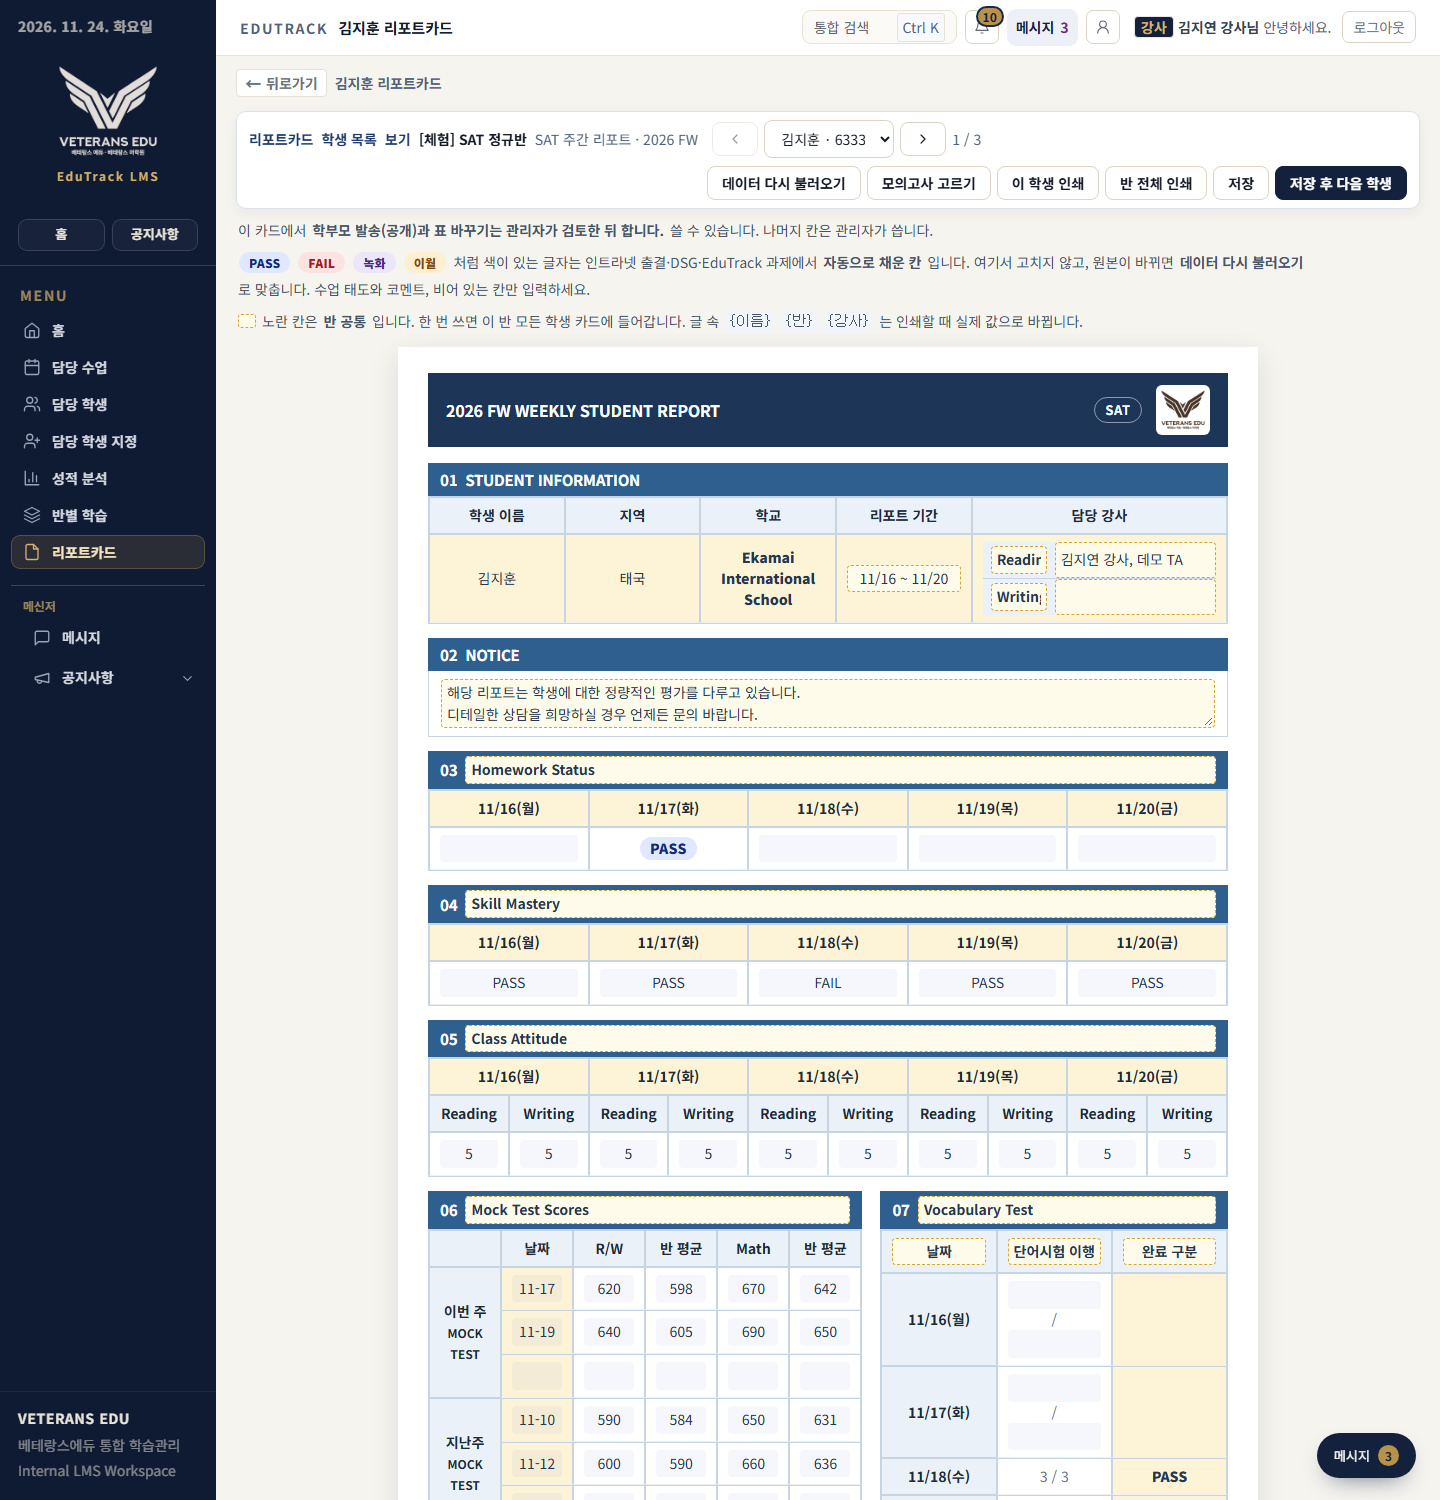 2026. 11. 24. 화요일
VETERANS EDU
EduTrack LMS
홈
공지사항
MENU
홈
담당 수업
담당 학생
담당 학생 지정
성적 분석
반별 학습
리포트카드
메신저
메시지
공지사항
VETERANS EDU
베테랑스에듀 통합 학습관리
Internal LMS Workspace
EDUTRACK 김지훈 리포트카드
통합 검색 Ctrl K
10
메시지 3
강사 김지연 강사님 안녕하세요.
로그아웃
← 뒤로가기 김지훈 리포트카드
리포트카드 학생 목록 보기 [체험] SAT 정규반 SAT 주간 리포트 · 2026 FW
김지훈 · 6333
1 / 3
데이터 다시 불러오기 모의고사 고르기 이 학생 인쇄 반 전체 인쇄 저장 저장 후 다음 학생
이 카드에서 학부모 발송(공개)과 표 바꾸기는 관리자가 검토한 뒤 합니다. 쓸 수 있습니다. 나머지 칸은 관리자가 씁니다.
PASS FAIL 녹화 이월 처럼 색이 있는 글자는 인트라넷 출결·DSG·EduTrack 과제에서 자동으로 채운 칸 입니다. 여기서 고치지 않고, 원본이 바뀌면 데이터 다시 불러오기
로 맞춥니다. 수업 태도와 코멘트, 비어 있는 칸만 입력하세요.
노란 칸은 반 공통 입니다. 한 번 쓰면 이 반 모든 학생 카드에 들어갑니다. 글 속 {이름} {반} {강사} 는 인쇄할 때 실제 값으로 바뀝니다.
2026 FW WEEKLY STUDENT REPORT
SAT
VETERANS EDU
01 STUDENT INFORMATION
학생 이름 지역 학교 리포트 기간 담당 강사
김지훈 태국 Ekamai International School 11/16 ~ 11/20
Readin 김지연 강사, 데모 TA
Writin
02 NOTICE
해당 리포트는 학생에 대한 정량적인 평가를 다루고 있습니다.
디테일한 상담을 희망하실 경우 언제든 문의 바랍니다.
03 Homework Status
11/16(월) 11/17(화) 11/18(수) 11/19(목) 11/20(금)
PASS
04 Skill Mastery
11/16(월) 11/17(화) 11/18(수) 11/19(목) 11/20(금)
PASS PASS FAIL PASS PASS
05 Class Attitude
11/16(월) 11/17(화) 11/18(수) 11/19(목) 11/20(금)
Reading Writing Reading Writing Reading Writing Reading Writing Reading Writing
5 5 5 5 5 5 5 5 5 5
06 Mock Test Scores
날짜 R/W 반 평균 Math 반 평균
이번 주
MOCK
TEST
11-17 620 598 670 642
11-19 640 605 690 650
지난주
MOCK
TEST
11-10 590 584 650 631
11-12 600 590 660 636
07 Vocabulary Test
날짜 단어시험 이행 완료 구분
11/16(월) /
11/17(화) /
11/18(수) 3 / 3 PASS
메시지 3